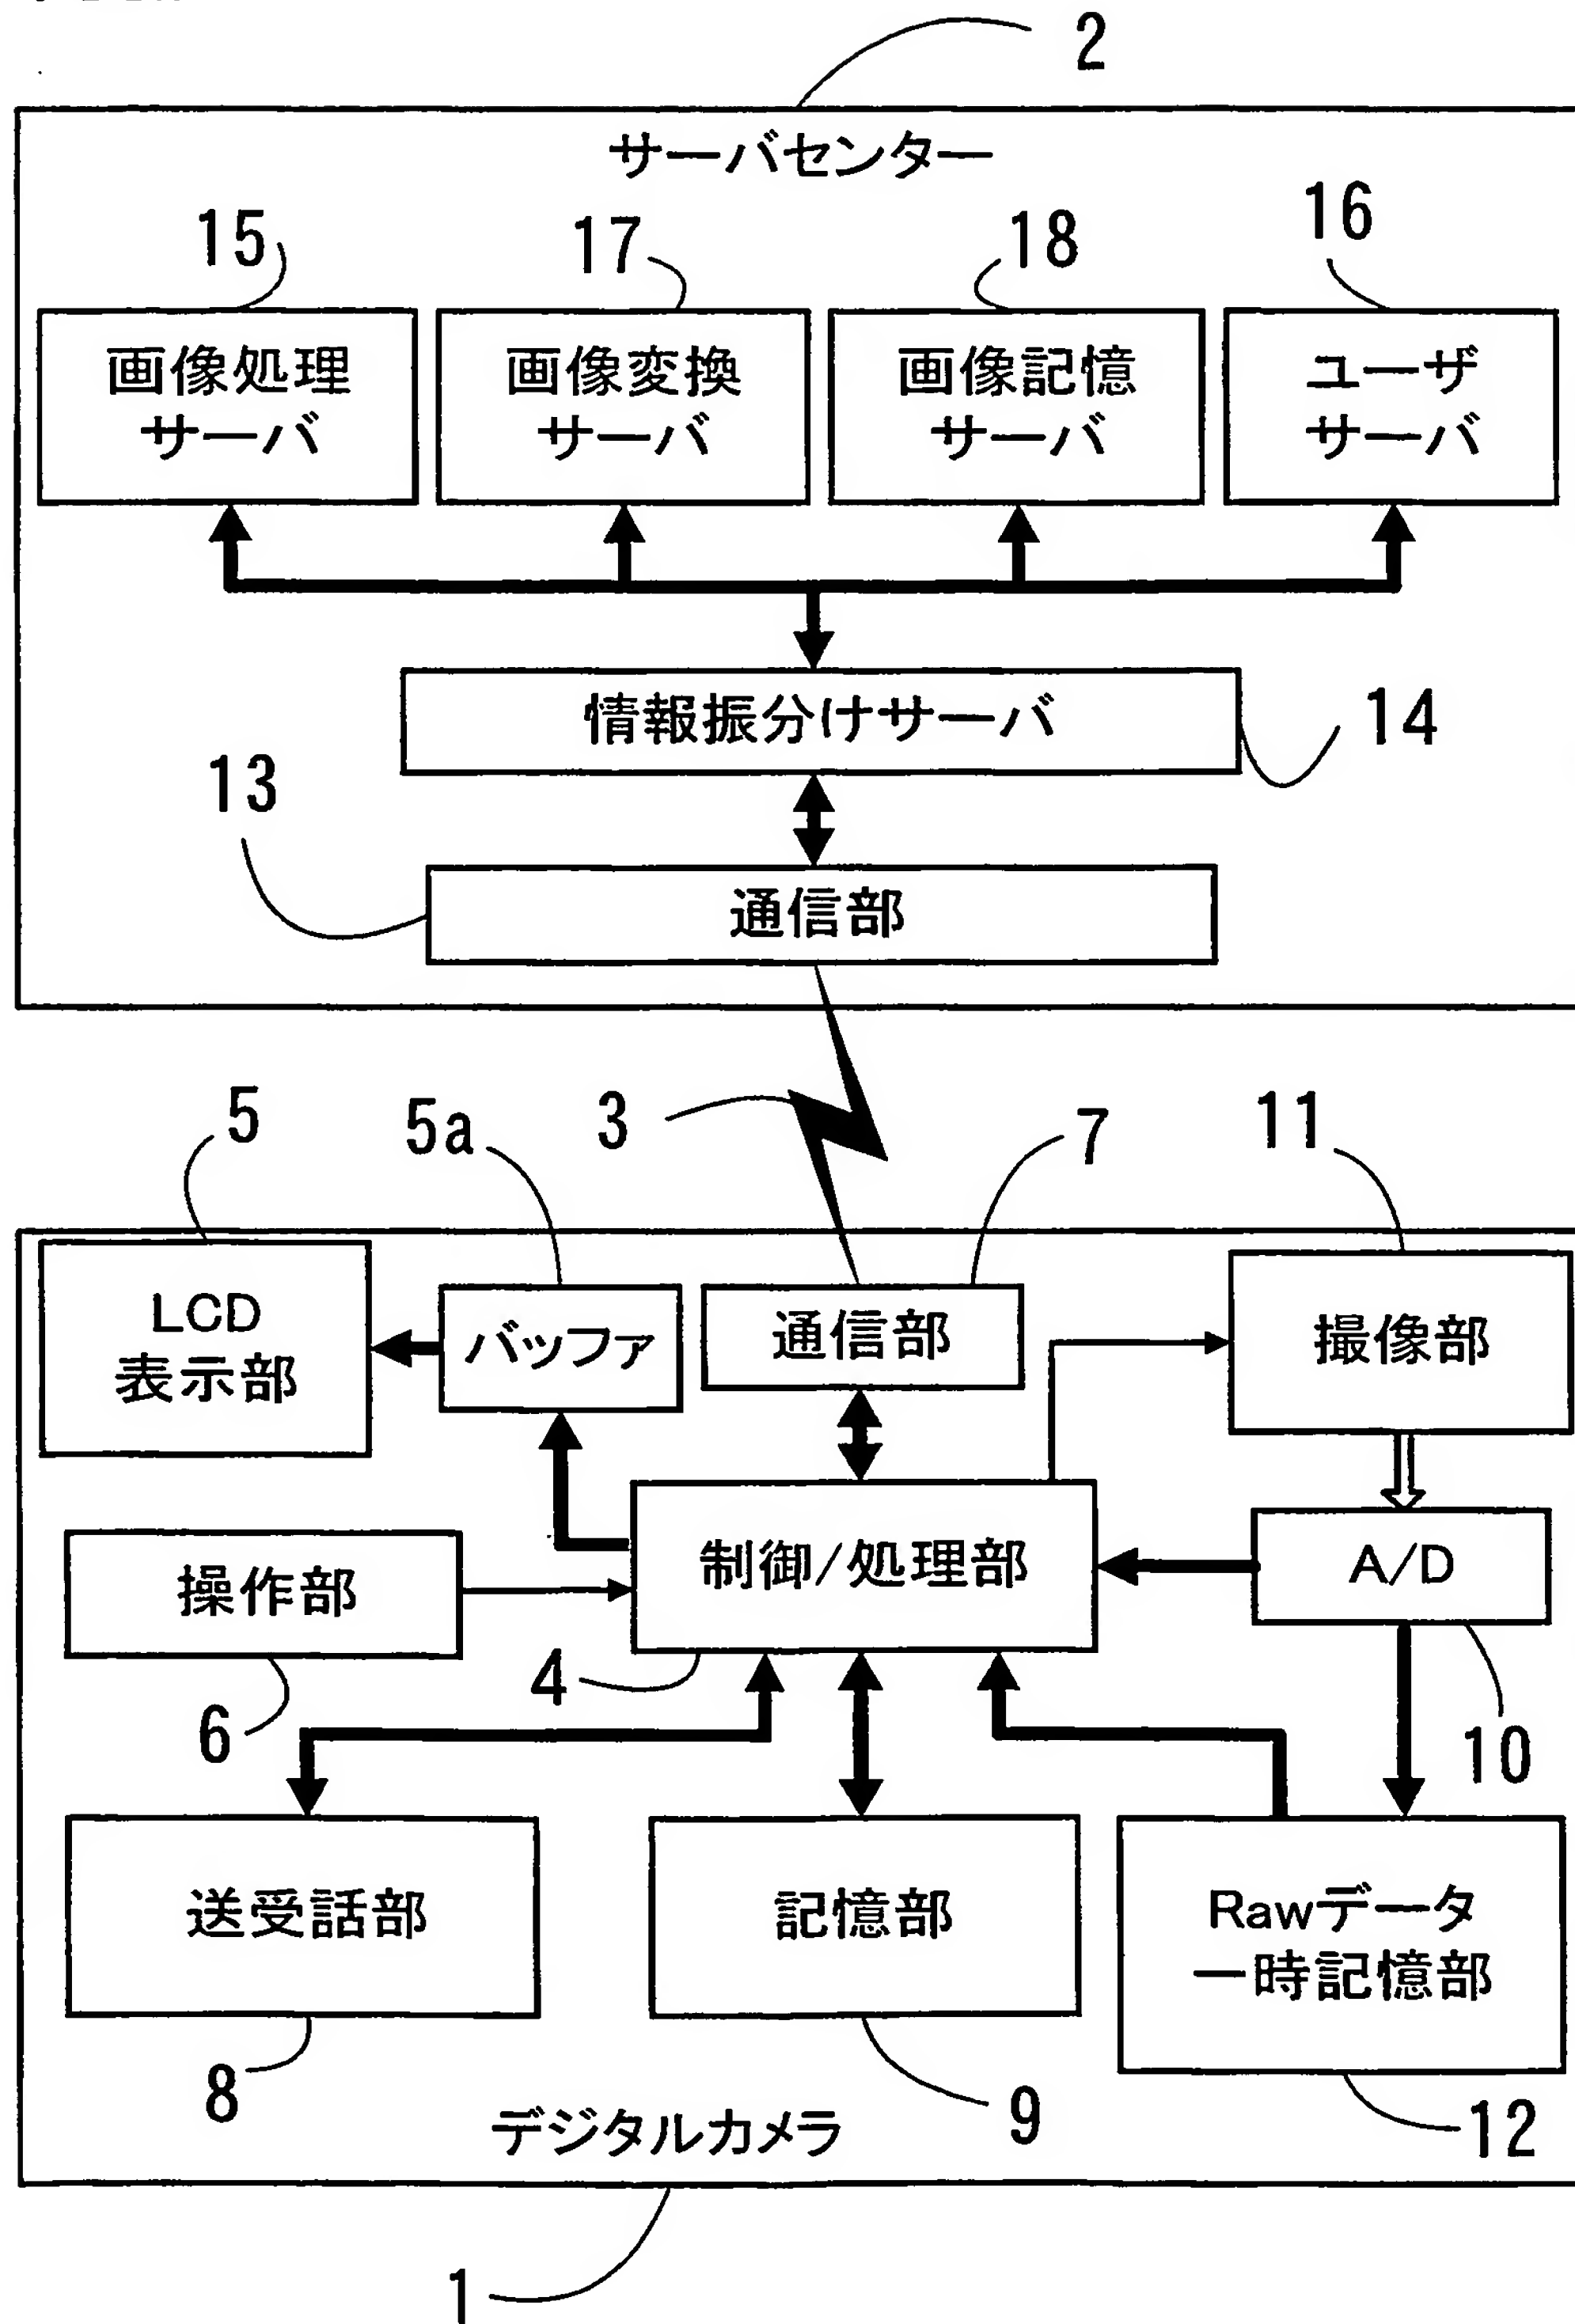 2
サーバセンター
15
17
18
16
画像処理
サーバ
画像変換
サーバ
画像記憶
サーバ
ユーザ
サーバ
情報振分けサーバ
14
13
通信部
3
5
5a
7
11
LCD
表示部
バッファ
通信部
撮像部
操作部
制御/処理部
A/D
6
4
10
送受話部
記憶部
Rawデータ
一時記憶部
8
9
12
デジタルカメラ
1